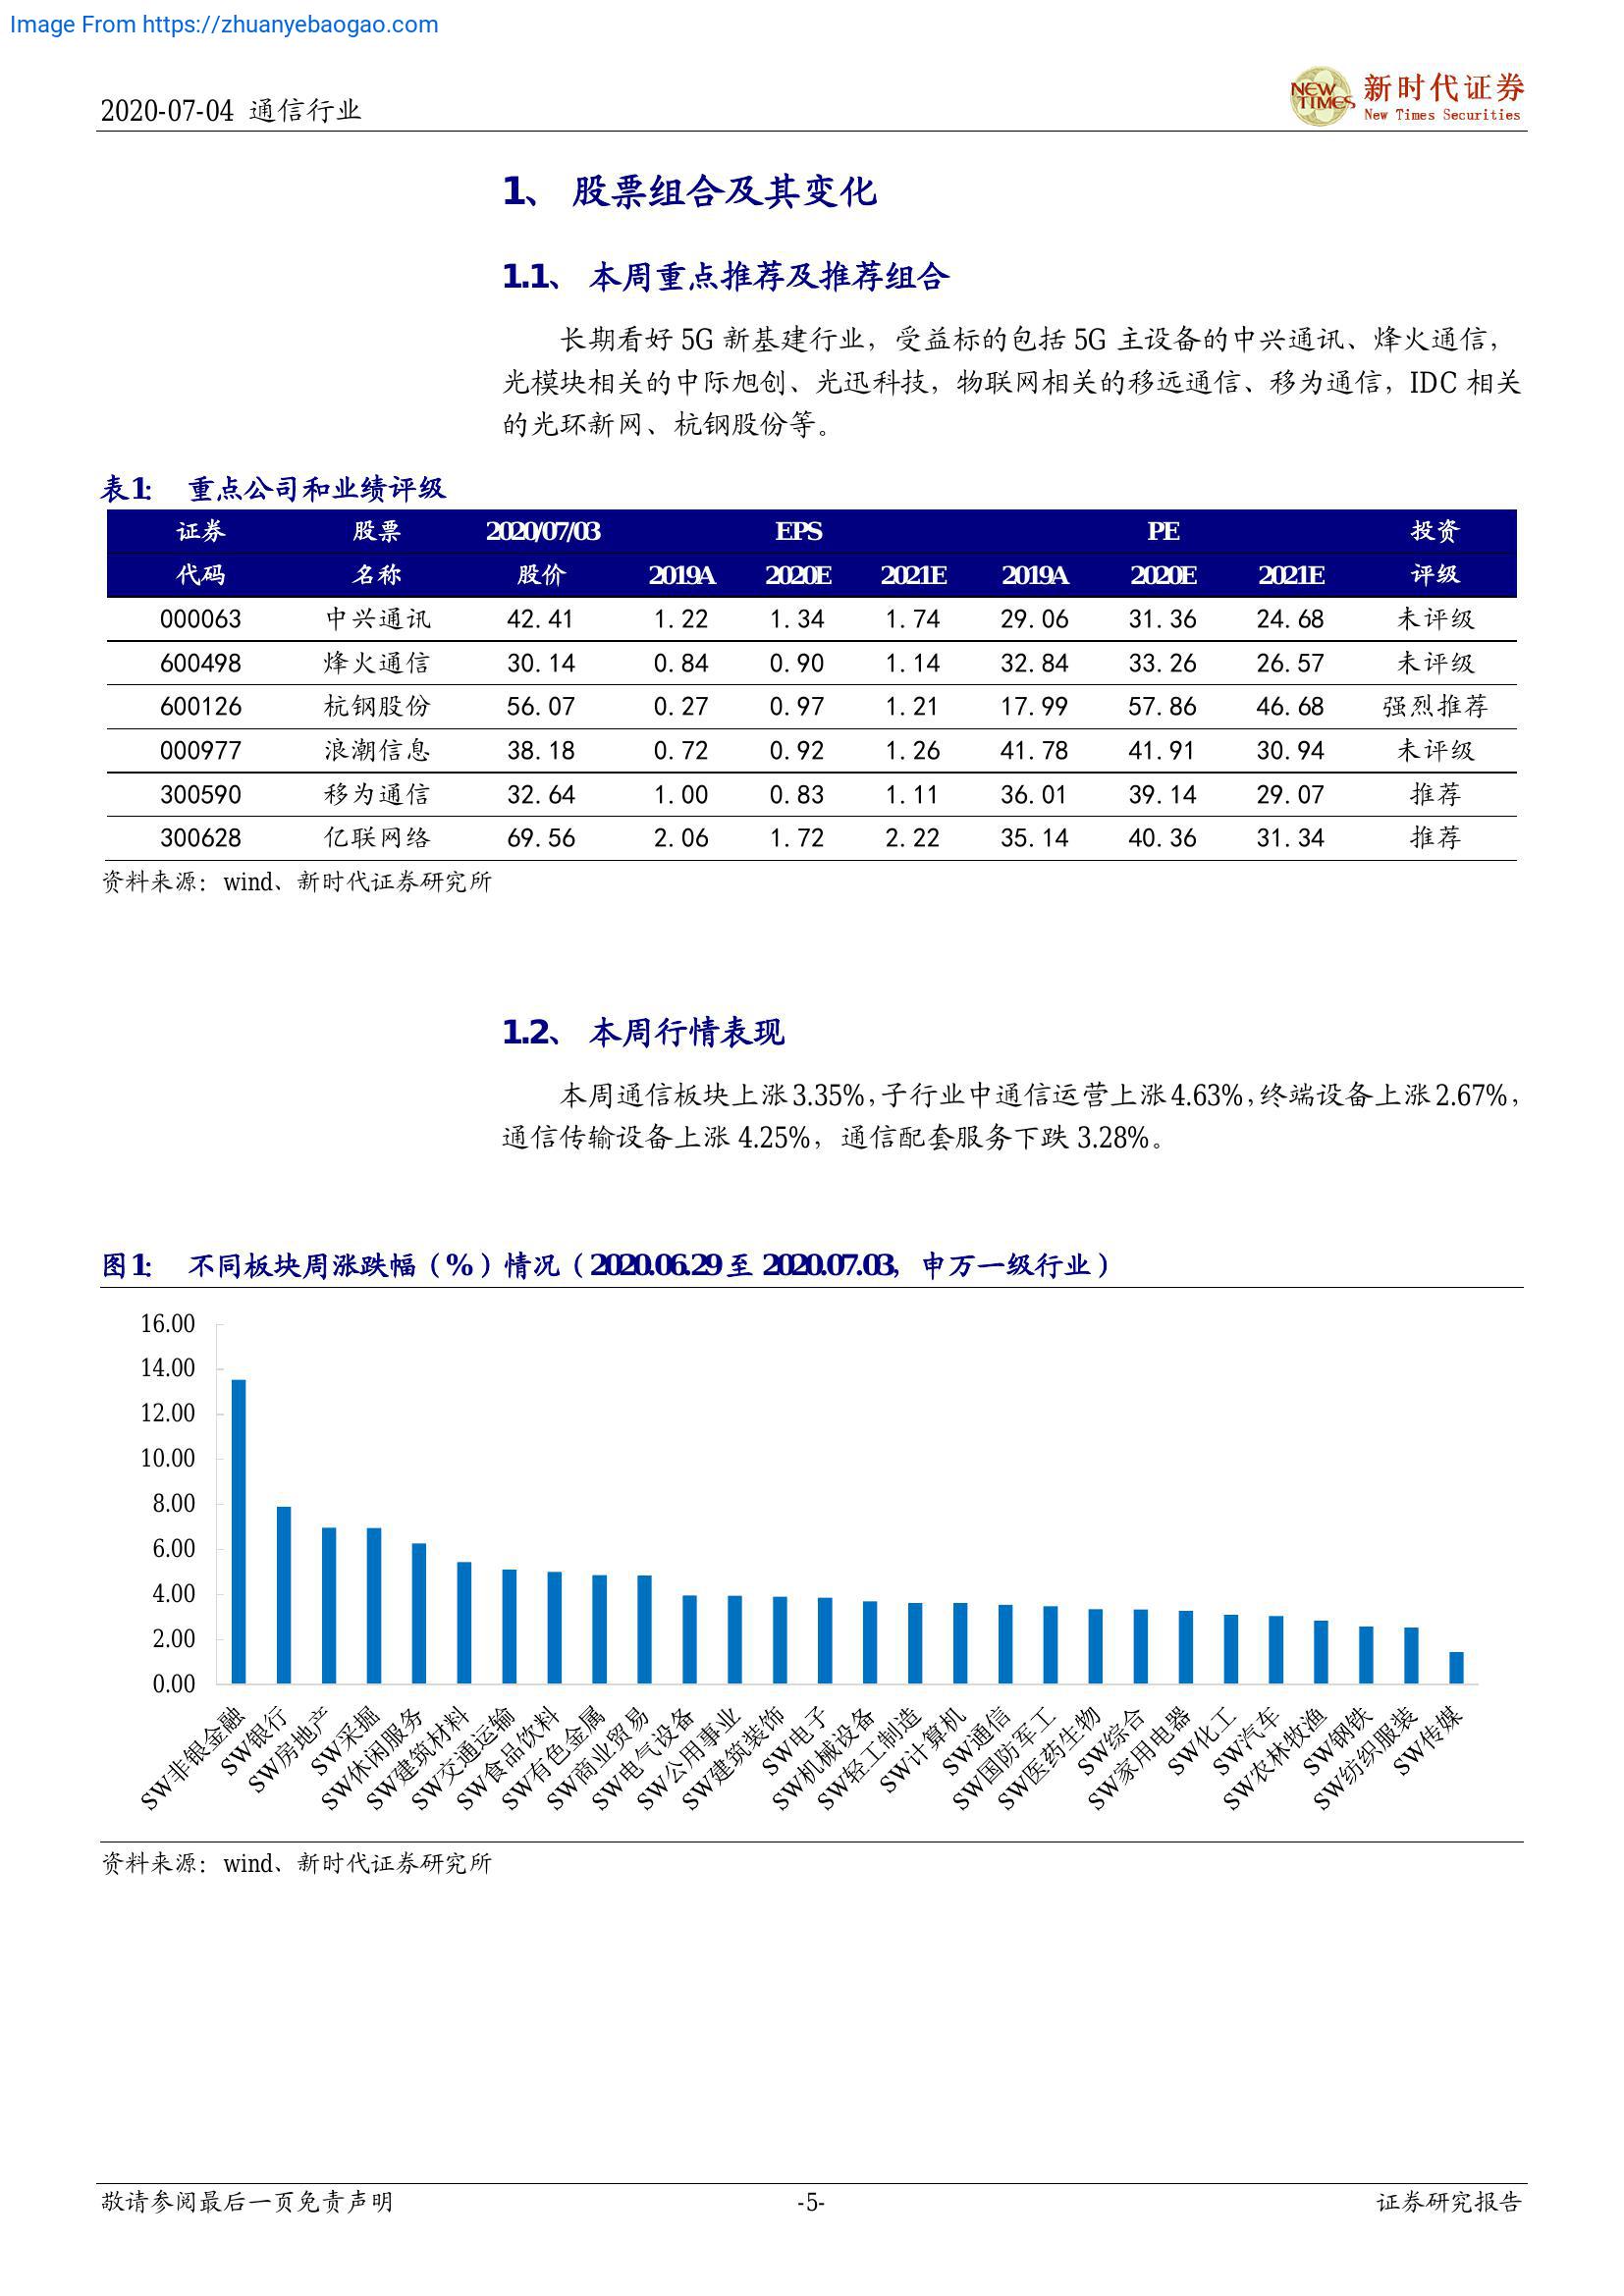 Image From https://zhuanyebaogao.com
2020-07-04 通信行业
NEW TIMES
新时代证券
New Times Securities
1、 股票组合及其变化
1.1、 本周重点推荐及推荐组合
长期看好 5G 新基建行业，受益标的包括 5G 主设备的中兴通讯、烽火通信，
光模块相关的中际旭创、光迅科技，物联网相关的移远通信、移为通信，IDC 相关
的光环新网、杭钢股份等。
表1： 重点公司和业绩评级
证券 股票 2020/07/03 EPS PE 投资
代码 名称 股价 2019A 2020E 2021E 2019A 2020E 2021E 评级
000063 中兴通讯 42.41 1.22 1.34 1.74 29.06 31.36 24.68 未评级
600498 烽火通信 30.14 0.84 0.90 1.14 32.84 33.26 26.57 未评级
600126 杭钢股份 56.07 0.27 0.97 1.21 17.99 57.86 46.68 强烈推荐
000977 浪潮信息 38.18 0.72 0.92 1.26 41.78 41.91 30.94 未评级
300590 移为通信 32.64 1.00 0.83 1.11 36.01 39.14 29.07 推荐
300628 亿联网络 69.56 2.06 1.72 2.22 35.14 40.36 31.34 推荐
资料来源：wind、新时代证券研究所
1.2、 本周行情表现
本周通信板块上涨 3.35%，子行业中通信运营上涨 4.63%，终端设备上涨 2.67%，
通信传输设备上涨 4.25%，通信配套服务下跌 3.28%。
图1： 不同板块周涨跌幅（%）情况（2020.06.29 至 2020.07.03，申万一级行业）
16.00
14.00
12.00
10.00
8.00
6.00
4.00
2.00
0.00
SW非银金融
SW银行
SW房地产
SW采掘
SW休闲服务
SW建筑材料
SW交通运输
SW食品饮料
SW有色金属
SW商业贸易
SW电气设备
SW公用事业
SW建筑装饰
SW电子
SW机械设备
SW轻工制造
SW计算机
SW通信
SW国防军工
SW医药生物
SW综合
SW家用电器
SW化工
SW汽车
SW农林牧渔
SW钢铁
SW纺织服装
SW传媒
资料来源：wind、新时代证券研究所
敬请参阅最后一页免责声明 -5- 证券研究报告